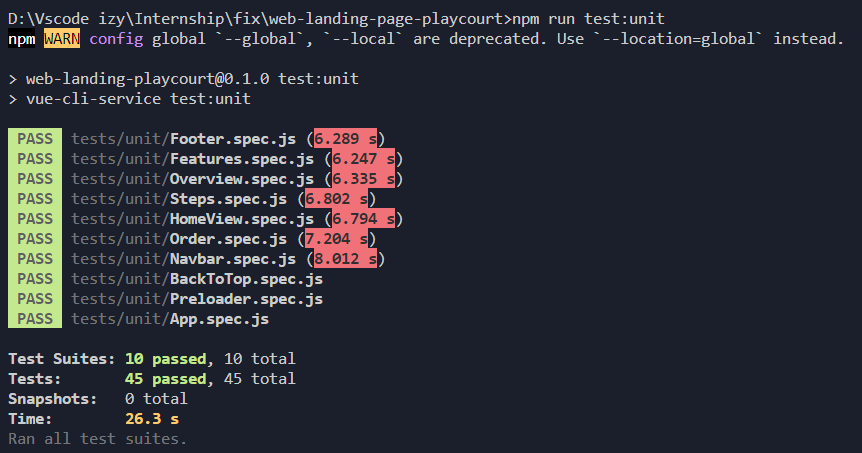 D:\Vscode izy\Internship\fix\web-landing-page-playcourt>npm run test:unit
npm WARN config global `--global`, `--local` are deprecated. Use `--location=global` instead.
> web-landing-playcourt@0.1.0 test:unit
> vue-cli-service test:unit
PASS tests/unit/Footer.spec.js (6.289 s)
PASS tests/unit/Features.spec.js (6.247 s)
PASS tests/unit/Overview.spec.js (6.335 s)
PASS tests/unit/Steps.spec.js (6.802 s)
PASS tests/unit/HomeView.spec.js (6.794 s)
PASS tests/unit/Order.spec.js (7.204 s)
PASS tests/unit/Navbar.spec.js (8.012 s)
PASS tests/unit/BackToTop.spec.js
PASS tests/unit/Preloader.spec.js
PASS tests/unit/App.spec.js
Test Suites: 10 passed, 10 total
Tests: 45 passed, 45 total
Snapshots: 0 total
Time: 26.3 s
Ran all test suites.